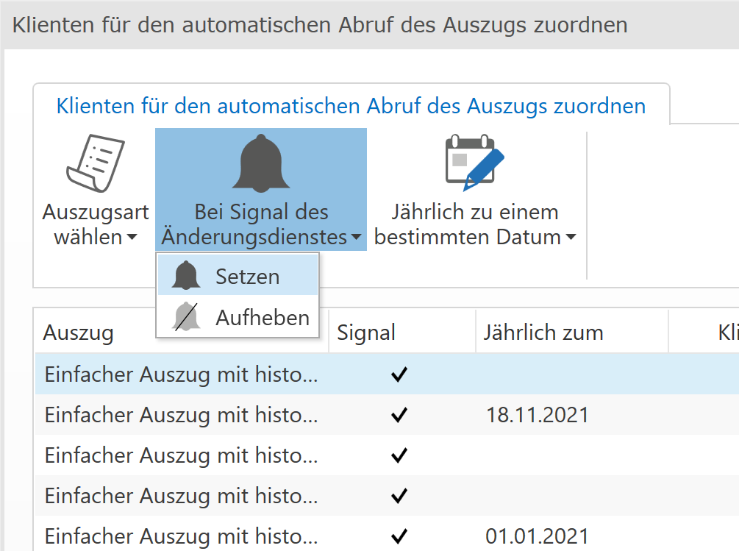 Klienten für den automatischen Abruf des Auszugs zuordnen
Klienten für den automatischen Abruf des Auszugs zuordnen
Auszugsart
wählen
Bei Signal des
Änderungsdienstes
Jährlich zu einem
bestimmten Datum
Setzen
Aufheben
Auszug Signal Jährlich zum Kli
Einfacher Auszug mit histo...
Einfacher Auszug mit histo... 18.11.2021
Einfacher Auszug mit histo...
Einfacher Auszug mit histo...
Einfacher Auszug mit histo... 01.01.2021